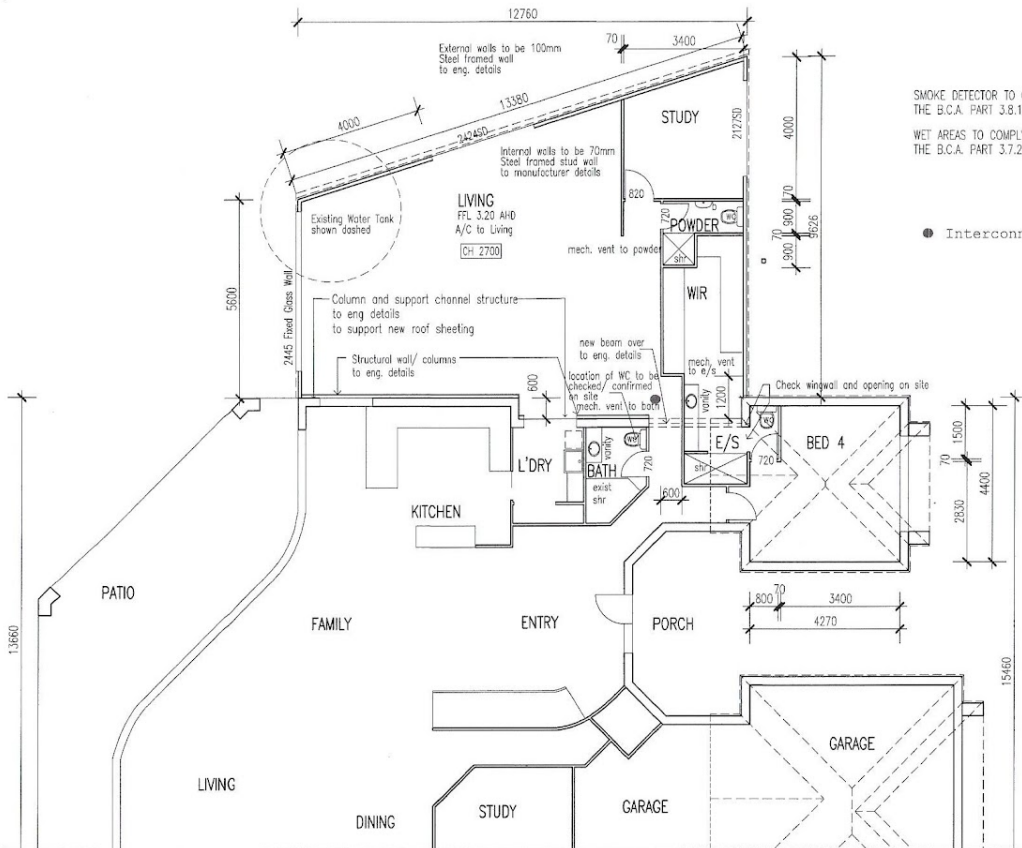 12760
70
3400
External walls to be 100mm
Steel framed wall
to eng. details
13380
4000
2424SD
STUDY
2127SD
4000
SMOKE DETECTOR TO
THE B.C.A. PART 3.8.1
WET AREAS TO COMPLY
THE B.C.A. PART 3.7.2
Internal walls to be 70mm
Steel framed stud wall
to manufacturer details
820
70
LIVING
FFL 3.20 AHD
A/C to Living
CH 2700
Existing Water Tank
shown dashed
720
WC
POWDER
900
9626
mech. vent to powder
shr
70
900
Interconn
5600
2445 Fixed Glass Wall
WIR
Column and support channel structure
to eng details
to support new roof sheeting
new beam over
to eng. details
Structural wall/ columns
to eng. details
600
location of WC to be
checked/ confirmed
on site
mech. vent to bath
mech. vent
to e/s
vanity
1200
Check wingwall and opening on site
WC
E/S
BED 4
1500
70
4400
2830
L'DRY
vanity
WC
BATH
720
shr
720
exist
shr
600
KITCHEN
PATIO
FAMILY
ENTRY
PORCH
800
70
3400
4270
13660
15460
GARAGE
LIVING
STUDY
GARAGE
DINING